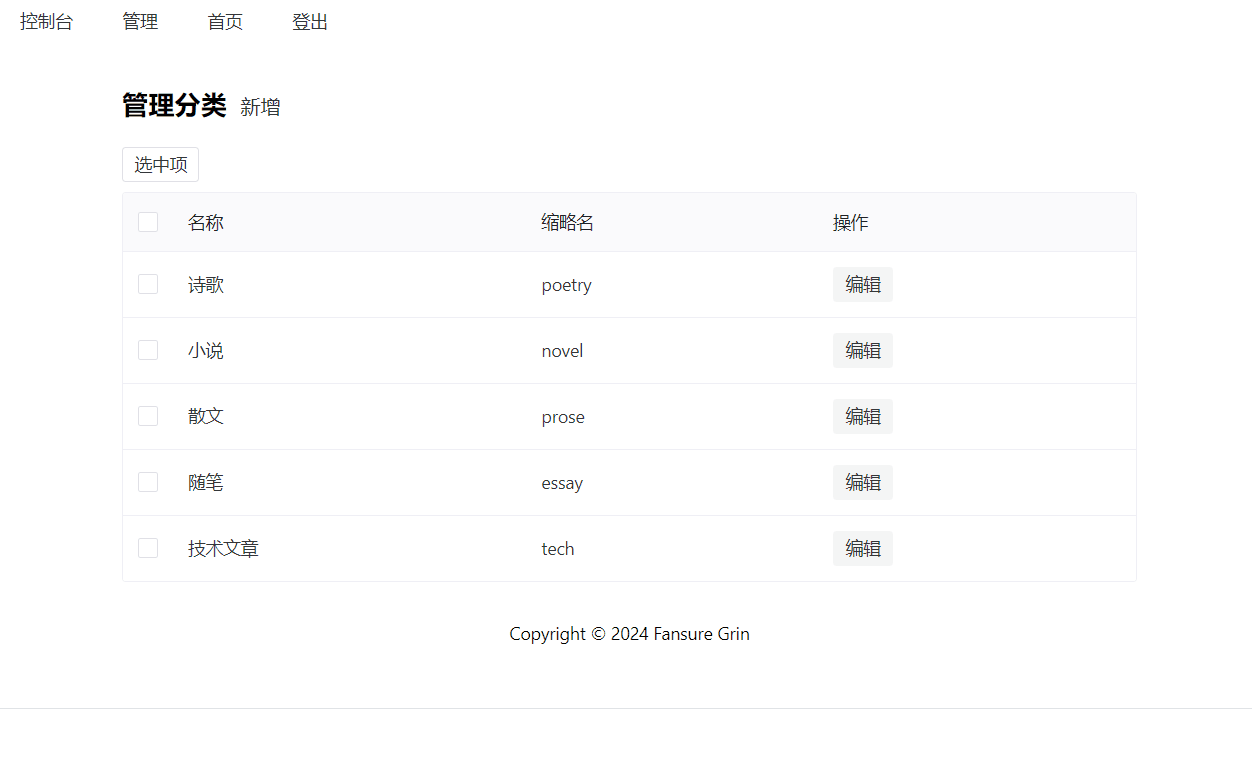 控制台 管理 首页 登出
管理分类 新增
选中项
名称 缩略名 操作
诗歌 poetry 编辑
小说 novel 编辑
散文 prose 编辑
随笔 essay 编辑
技术文章 tech 编辑
Copyright © 2024 Fansure Grin